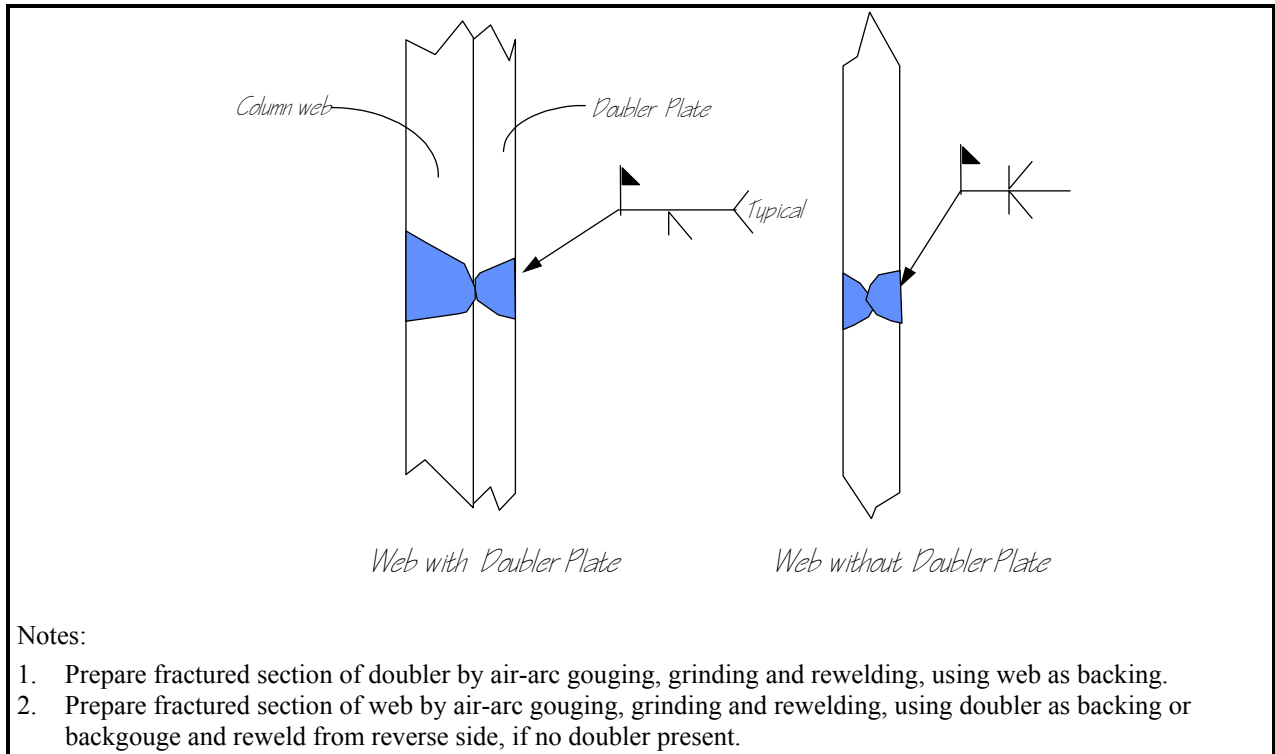 Column web
Doubler Plate
Typical
Web with Doubler Plate
Web without Doubler Plate
Notes:
1. Prepare fractured section of doubler by air-arc gouging, grinding and rewelding, using web as backing.
2. Prepare fractured section of web by air-arc gouging, grinding and rewelding, using doubler as backing or
backgouge and reweld from reverse side, if no doubler present.